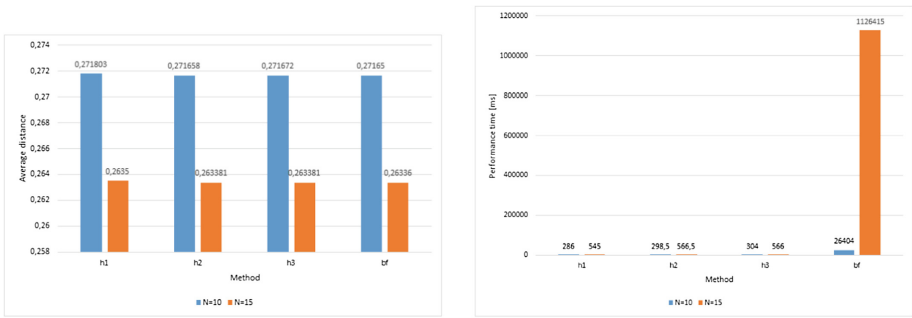 0,274
0,272
0,27
0,268
0,266
0,264
0,262
0,26
0,258
Average distance
0,271803
0,271658
0,271672
0,27165
0,2635
0,263381
0,263381
0,26336
h1
h2
h3
bf
Method
N=10
N=15
1200000
1000000
800000
600000
400000
200000
0
Performance time [ms]
1126415
286
545
298,5
566,5
304
566
26404
h1
h2
h3
bf
Method
N=10
N=15